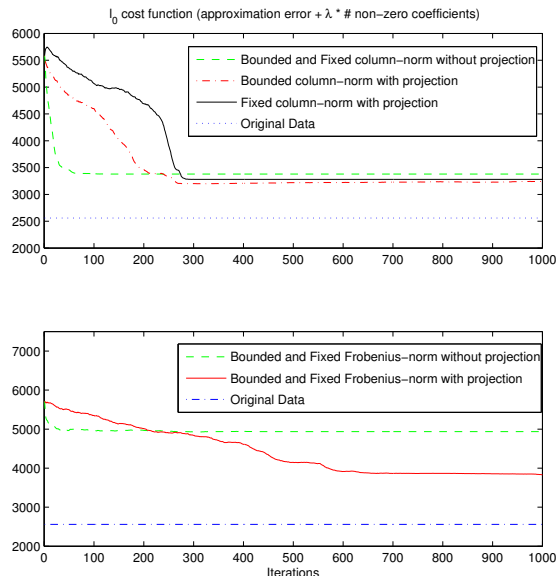 l0 cost function (approximation error + λ * # non-zero coefficients)
6000
5500
5000
4500
4000
3500
3000
2500
2000
Bounded and Fixed column-norm without projection
Bounded column-norm with projection
Fixed column-norm with projection
Original Data
0 100 200 300 400 500 600 700 800 900 1000
7000
6000
5000
4000
3000
2000
Bounded and Fixed Frobenius-norm without projection
Bounded and Fixed Frobenius-norm with projection
Original Data
0 100 200 300 400 500 600 700 800 900 1000
Iterations